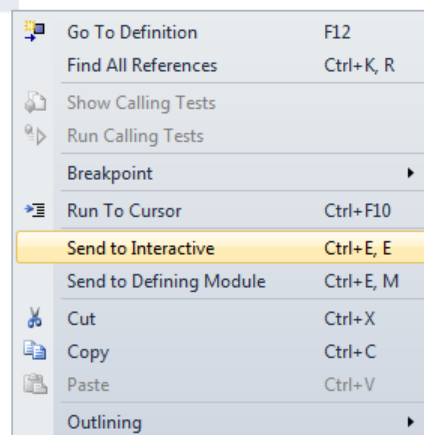 Go To Definition F12
Find All References Ctrl+K, R
Show Calling Tests
Run Calling Tests
Breakpoint
Run To Cursor Ctrl+F10
Send to Interactive Ctrl+E, E
Send to Defining Module Ctrl+E, M
Cut Ctrl+X
Copy Ctrl+C
Paste Ctrl+V
Outlining